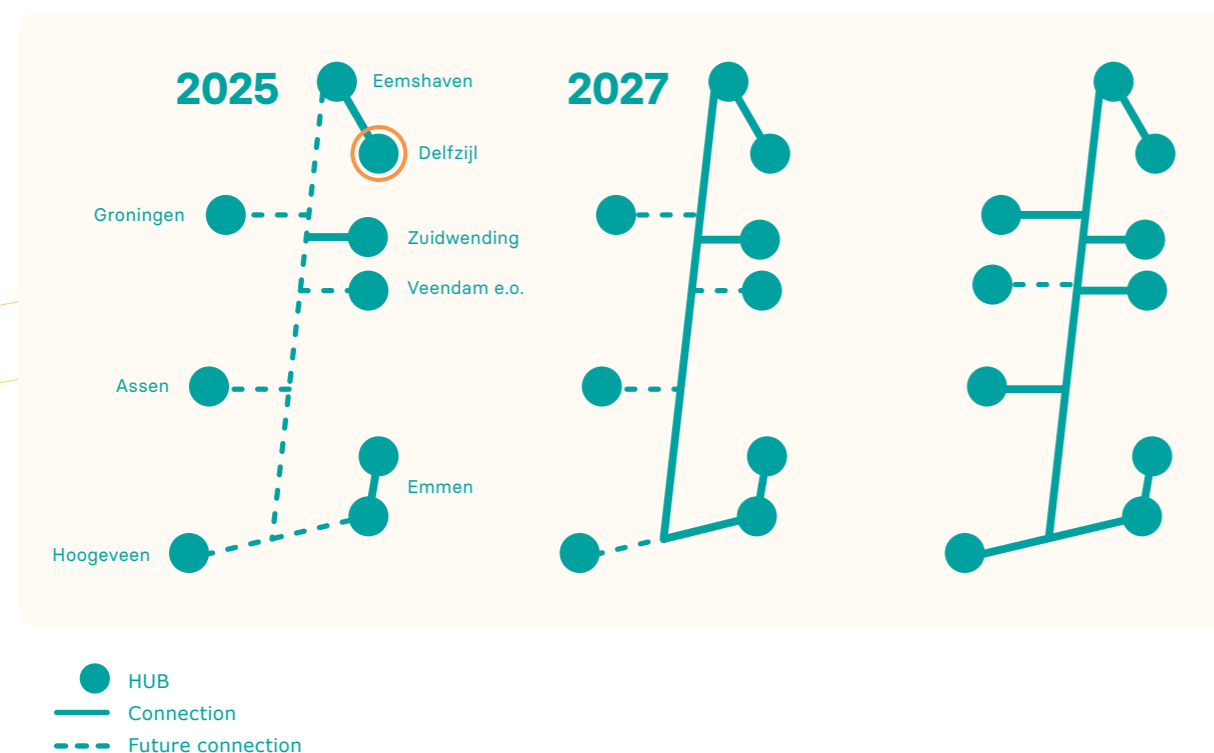 2025
Eemshaven
2027
Delfzijl
Groningen
Zuidwending
Veendam e.o.
Assen
Emmen
Hoogeveen
HUB
Connection
Future connection